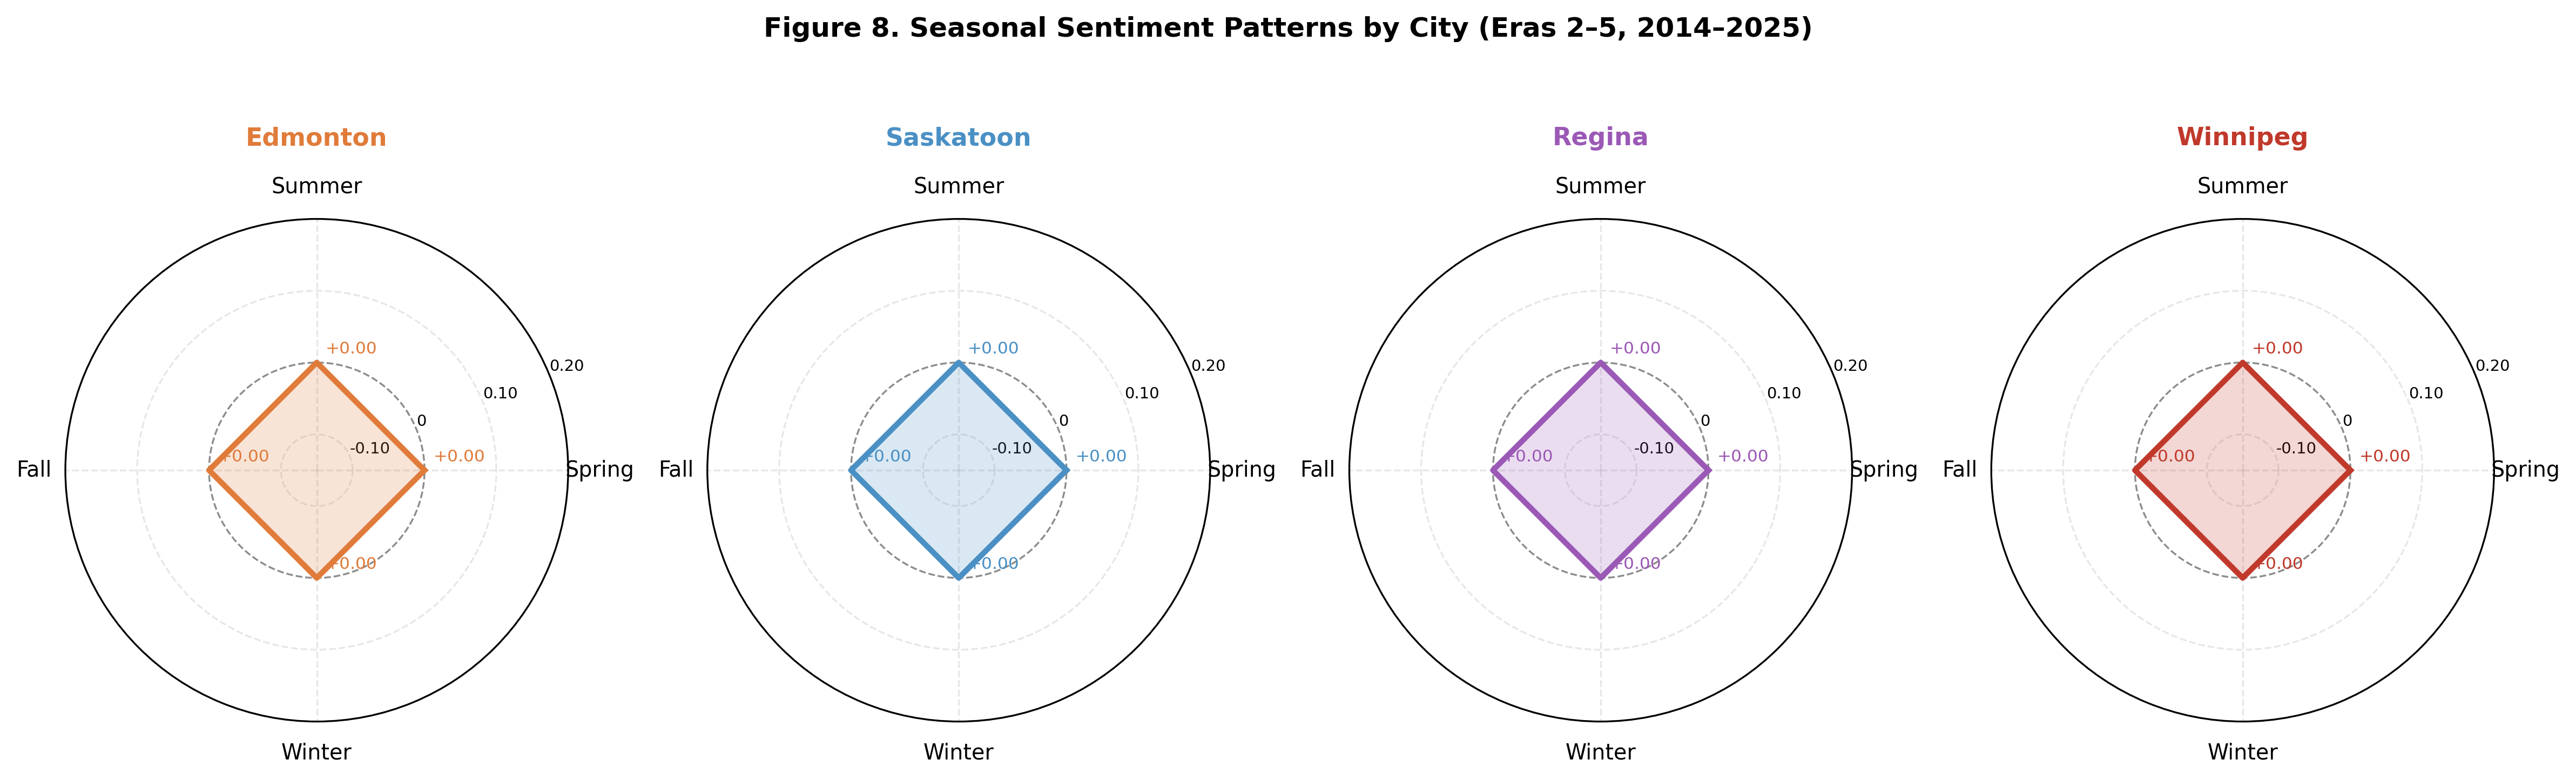 Figure 8. Seasonal Sentiment Patterns by City (Eras 2–5, 2014–2025)
Edmonton
Summer
+0.00
0.20
0.10
0
-0.10
Fall
+0.00
+0.00
Spring
+0.00
Winter
Saskatoon
Summer
+0.00
0.20
0.10
0
-0.10
Fall
+0.00
+0.00
Spring
+0.00
Winter
Regina
Summer
+0.00
0.20
0.10
0
-0.10
Fall
+0.00
+0.00
Spring
+0.00
Winter
Winnipeg
Summer
+0.00
0.20
0.10
0
-0.10
Fall
+0.00
+0.00
Spring
+0.00
Winter